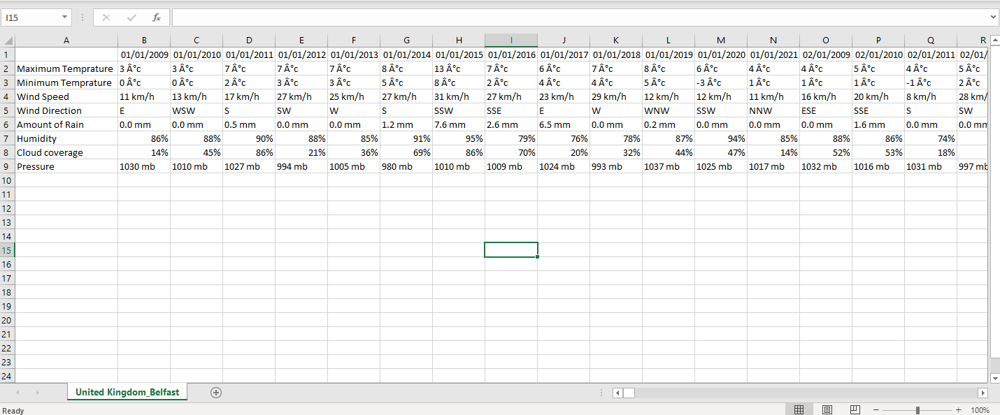 I15 fx
A B C D E F G H I J K L M N O P Q R
1 01/01/2009 01/01/2010 01/01/2011 01/01/2012 01/01/2013 01/01/2014 01/01/2015 01/01/2016 01/01/2017 01/01/2018 01/01/2019 01/01/2020 01/01/2021 02/01/2009 02/01/2010 02/01/2011 02/01/
2 Maximum Temprature 3 Â°c 3 Â°c 7 Â°c 7 Â°c 7 Â°c 8 Â°c 13 Â°c 7 Â°c 6 Â°c 7 Â°c 8 Â°c 6 Â°c 4 Â°c 4 Â°c 5 Â°c 4 Â°c 5 Â°c
3 Minimum Temprature 0 Â°c 0 Â°c 2 Â°c 3 Â°c 3 Â°c 5 Â°c 8 Â°c 2 Â°c 4 Â°c 4 Â°c 5 Â°c -3 Â°c 1 Â°c 1 Â°c 1 Â°c -1 Â°c 2 Â°c
4 Wind Speed 11 km/h 13 km/h 17 km/h 27 km/h 25 km/h 27 km/h 31 km/h 27 km/h 23 km/h 29 km/h 12 km/h 12 km/h 11 km/h 16 km/h 20 km/h 8 km/h 28 km/
5 Wind Direction E WSW S SW W S SSW SSE E W WNW SSW NNW ESE SSE S SW
6 Amount of Rain 0.0 mm 0.0 mm 0.5 mm 0.0 mm 0.0 mm 1.2 mm 7.6 mm 2.6 mm 6.5 mm 0.0 mm 0.2 mm 0.0 mm 0.0 mm 0.0 mm 1.6 mm 0.0 mm 0.0 mm
7 Humidity 86% 88% 90% 88% 85% 91% 95% 79% 76% 78% 87% 94% 85% 88% 86% 74%
8 Cloud coverage 14% 45% 86% 21% 36% 69% 86% 70% 20% 32% 44% 47% 14% 52% 53% 18%
9 Pressure 1030 mb 1010 mb 1027 mb 994 mb 1005 mb 980 mb 1010 mb 1009 mb 1024 mb 993 mb 1037 mb 1025 mb 1017 mb 1032 mb 1016 mb 1031 mb 997 mb
10
11
12
13
14
15
16
17
18
19
20
21
22
23
24
United Kingdom_Belfast
Ready 100%